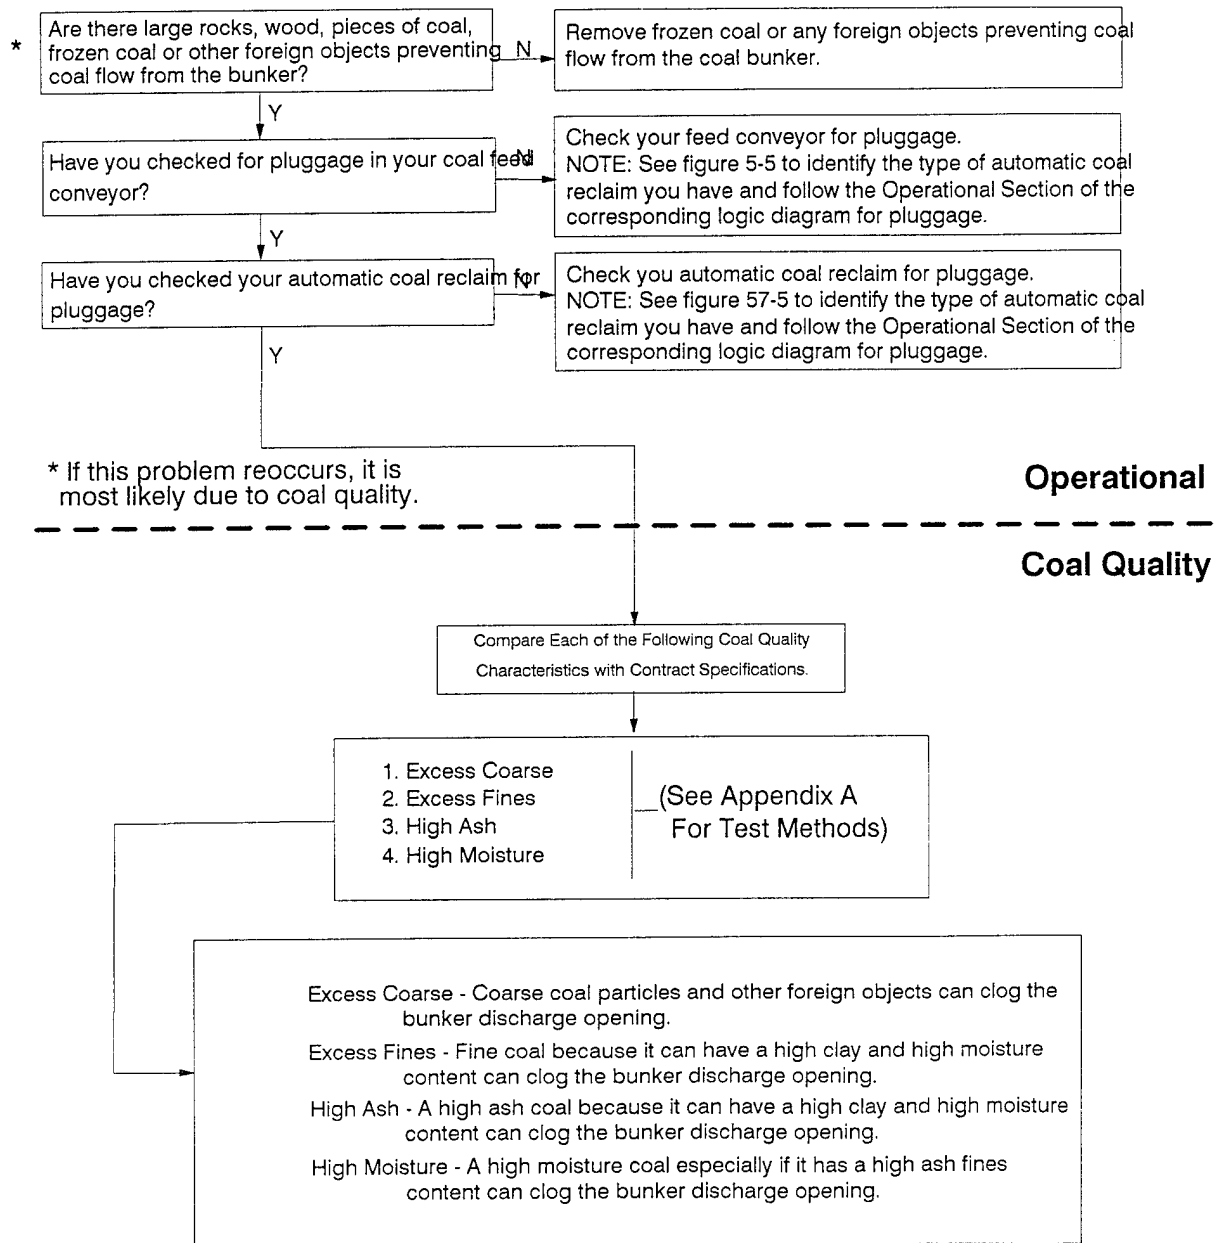 *
Are there large rocks, wood, pieces of coal,
frozen coal or other foreign objects preventing
coal flow from the bunker?
N
Remove frozen coal or any foreign objects preventing coal
flow from the coal bunker.
Y
Have you checked for pluggage in your coal feed
conveyor?
N
Check your feed conveyor for pluggage.
NOTE: See figure 5-5 to identify the type of automatic coal
reclaim you have and follow the Operational Section of the
corresponding logic diagram for pluggage.
Y
Have you checked your automatic coal reclaim for
pluggage?
N
Check you automatic coal reclaim for pluggage.
NOTE: See figure 57-5 to identify the type of automatic coal
reclaim you have and follow the Operational Section of the
corresponding logic diagram for pluggage.
Y
* If this problem reoccurs, it is
most likely due to coal quality.
Operational
Coal Quality
Compare Each of the Following Coal Quality
Characteristics with Contract Specifications.
1. Excess Coarse
2. Excess Fines
3. High Ash
4. High Moisture
(See Appendix A
For Test Methods)
Excess Coarse - Coarse coal particles and other foreign objects can clog the
bunker discharge opening.
Excess Fines - Fine coal because it can have a high clay and high moisture
content can clog the bunker discharge opening.
High Ash - A high ash coal because it can have a high clay and high moisture
content can clog the bunker discharge opening.
High Moisture - A high moisture coal especially if it has a high ash fines
content can clog the bunker discharge opening.